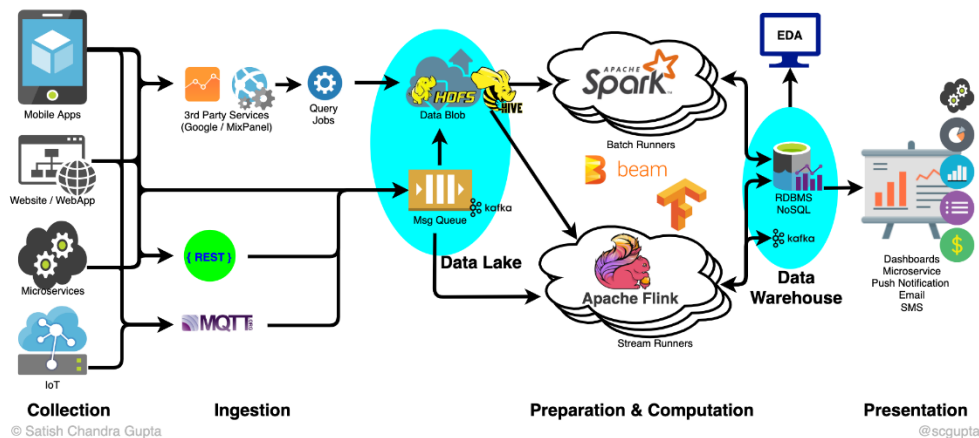 Mobile Apps
Website / WebApp
Microservices
IoT
Collection
© Satish Chandra Gupta
3rd Party Services
(Google / MixPanel)
Query
Jobs
{ REST }
MQTT
.ORG
Ingestion
HDFS
HIVE
Data Blob
Msg Queue
kafka
Data Lake
APACHE
Spark
Batch Runners
beam
Apache Flink
Stream Runners
Preparation & Computation
EDA
RDBMS
NoSQL
kafka
Data
Warehouse
$
Dashboards
Microservice
Push Notification
Email
SMS
Presentation
@scgupta